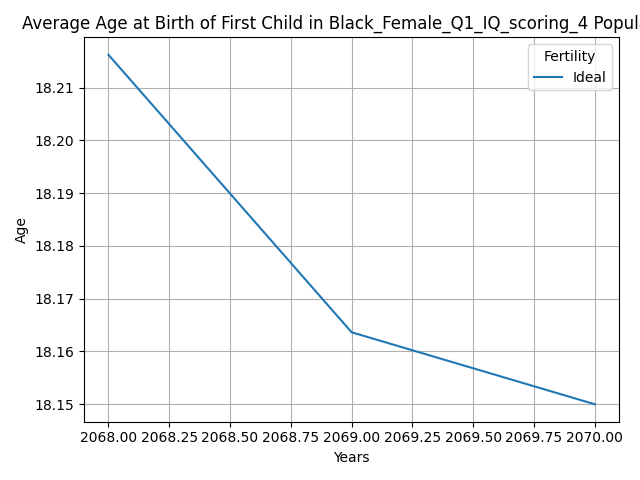 Average Age at Birth of First Child in Black_Female_Q1_IQ_scoring_4
Fertility
Ideal
18.21
18.20
18.19
18.18
18.17
18.16
18.15
Age
2068.00 2068.25 2068.50 2068.75 2069.00 2069.25 2069.50 2069.75 2070.00
Years